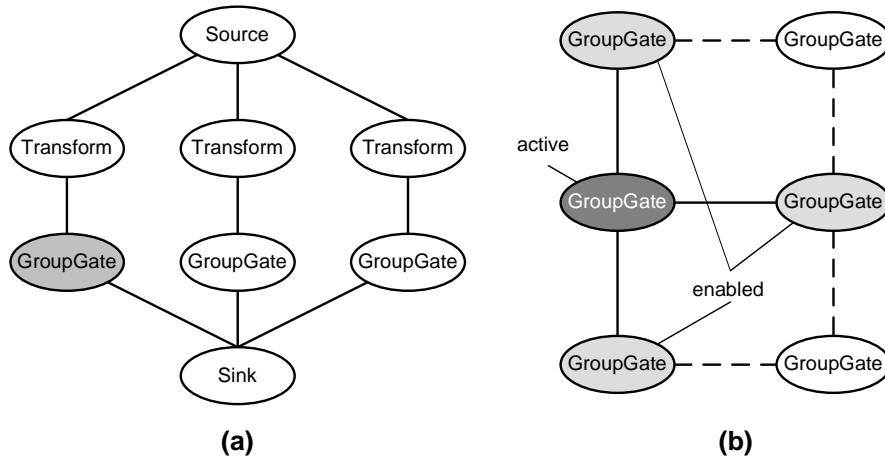 Source
Transform
Transform
Transform
GroupGate
GroupGate
GroupGate
Sink
(a)
GroupGate
GroupGate
active
GroupGate
GroupGate
enabled
GroupGate
GroupGate
(b)